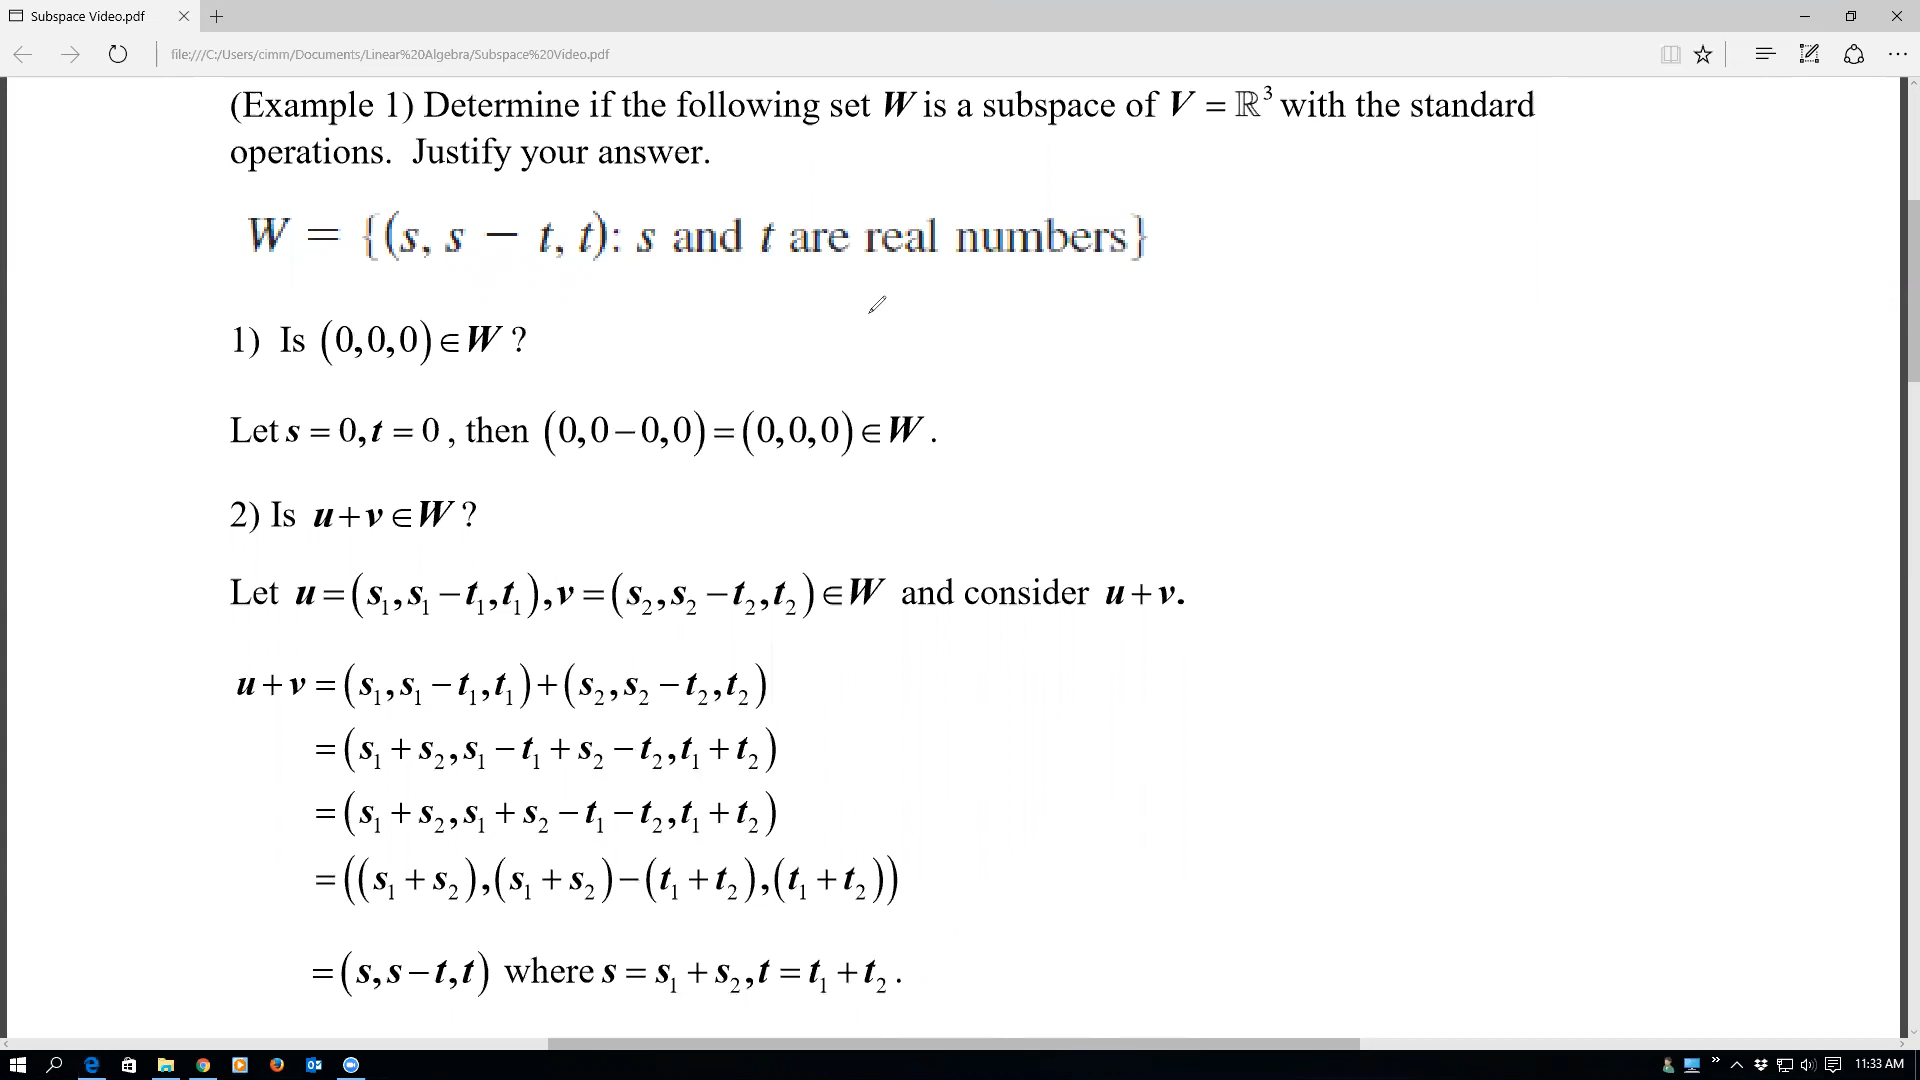 Subspace Video.pdf
file:///C:/Users/cimm/Documents/Linear%20Algebra/Subspace%20Video.pdf
(Example 1) Determine if the following set W is a subspace of V = ℝ³ with the standard
operations. Justify your answer.
W = {(s, s − t, t): s and t are real numbers}
1) Is (0,0,0)∈W ?
Let s = 0, t = 0 , then (0,0−0,0)=(0,0,0)∈W .
2) Is u+v∈W ?
Let u=(s₁,s₁−t₁,t₁),v=(s₂,s₂−t₂,t₂)∈W and consider u+v.
u+v=(s₁,s₁−t₁,t₁)+(s₂,s₂−t₂,t₂)
=(s₁+s₂,s₁−t₁+s₂−t₂,t₁+t₂)
=(s₁+s₂,s₁+s₂−t₁−t₂,t₁+t₂)
=((s₁+s₂),(s₁+s₂)−(t₁+t₂),(t₁+t₂))
=(s,s−t,t) where s=s₁+s₂,t=t₁+t₂.
11:33 AM